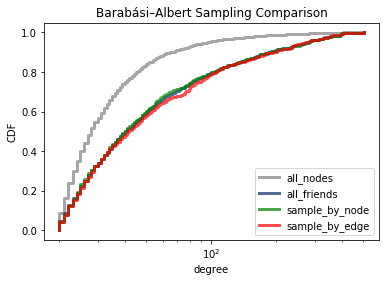 Barabási–Albert Sampling Comparison
1.0
0.8
0.6
0.4
0.2
0.0
CDF
10²
degree
all_nodes
all_friends
sample_by_node
sample_by_edge